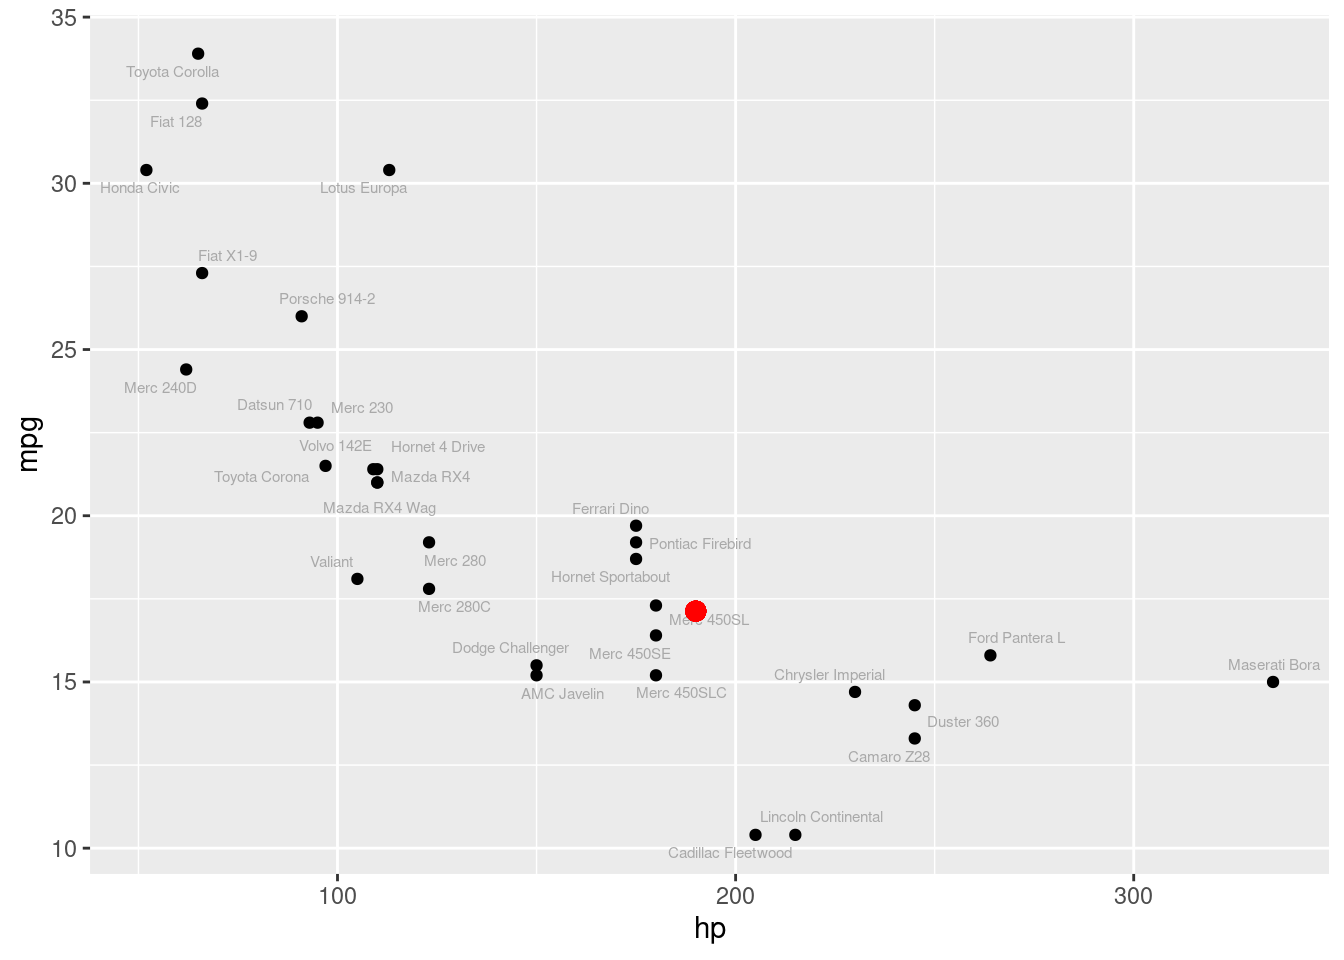 35
Toyota Corolla
Fiat 128
30
Honda Civic
Lotus Europa
Fiat X1-9
Porsche 914-2
25
Merc 240D
Datsun 710
Merc 230
mpg
Volvo 142E
Hornet 4 Drive
Toyota Corona
Mazda RX4
Mazda RX4 Wag
20
Ferrari Dino
Pontiac Firebird
Valiant
Merc 280
Hornet Sportabout
Merc 280C
Merc 450SL
Dodge Challenger
Merc 450SE
Ford Pantera L
Maserati Bora
Chrysler Imperial
15
AMC Javelin
Merc 450SLC
Duster 360
Camaro Z28
Lincoln Continental
10
Cadillac Fleetwood
100
200
300
hp